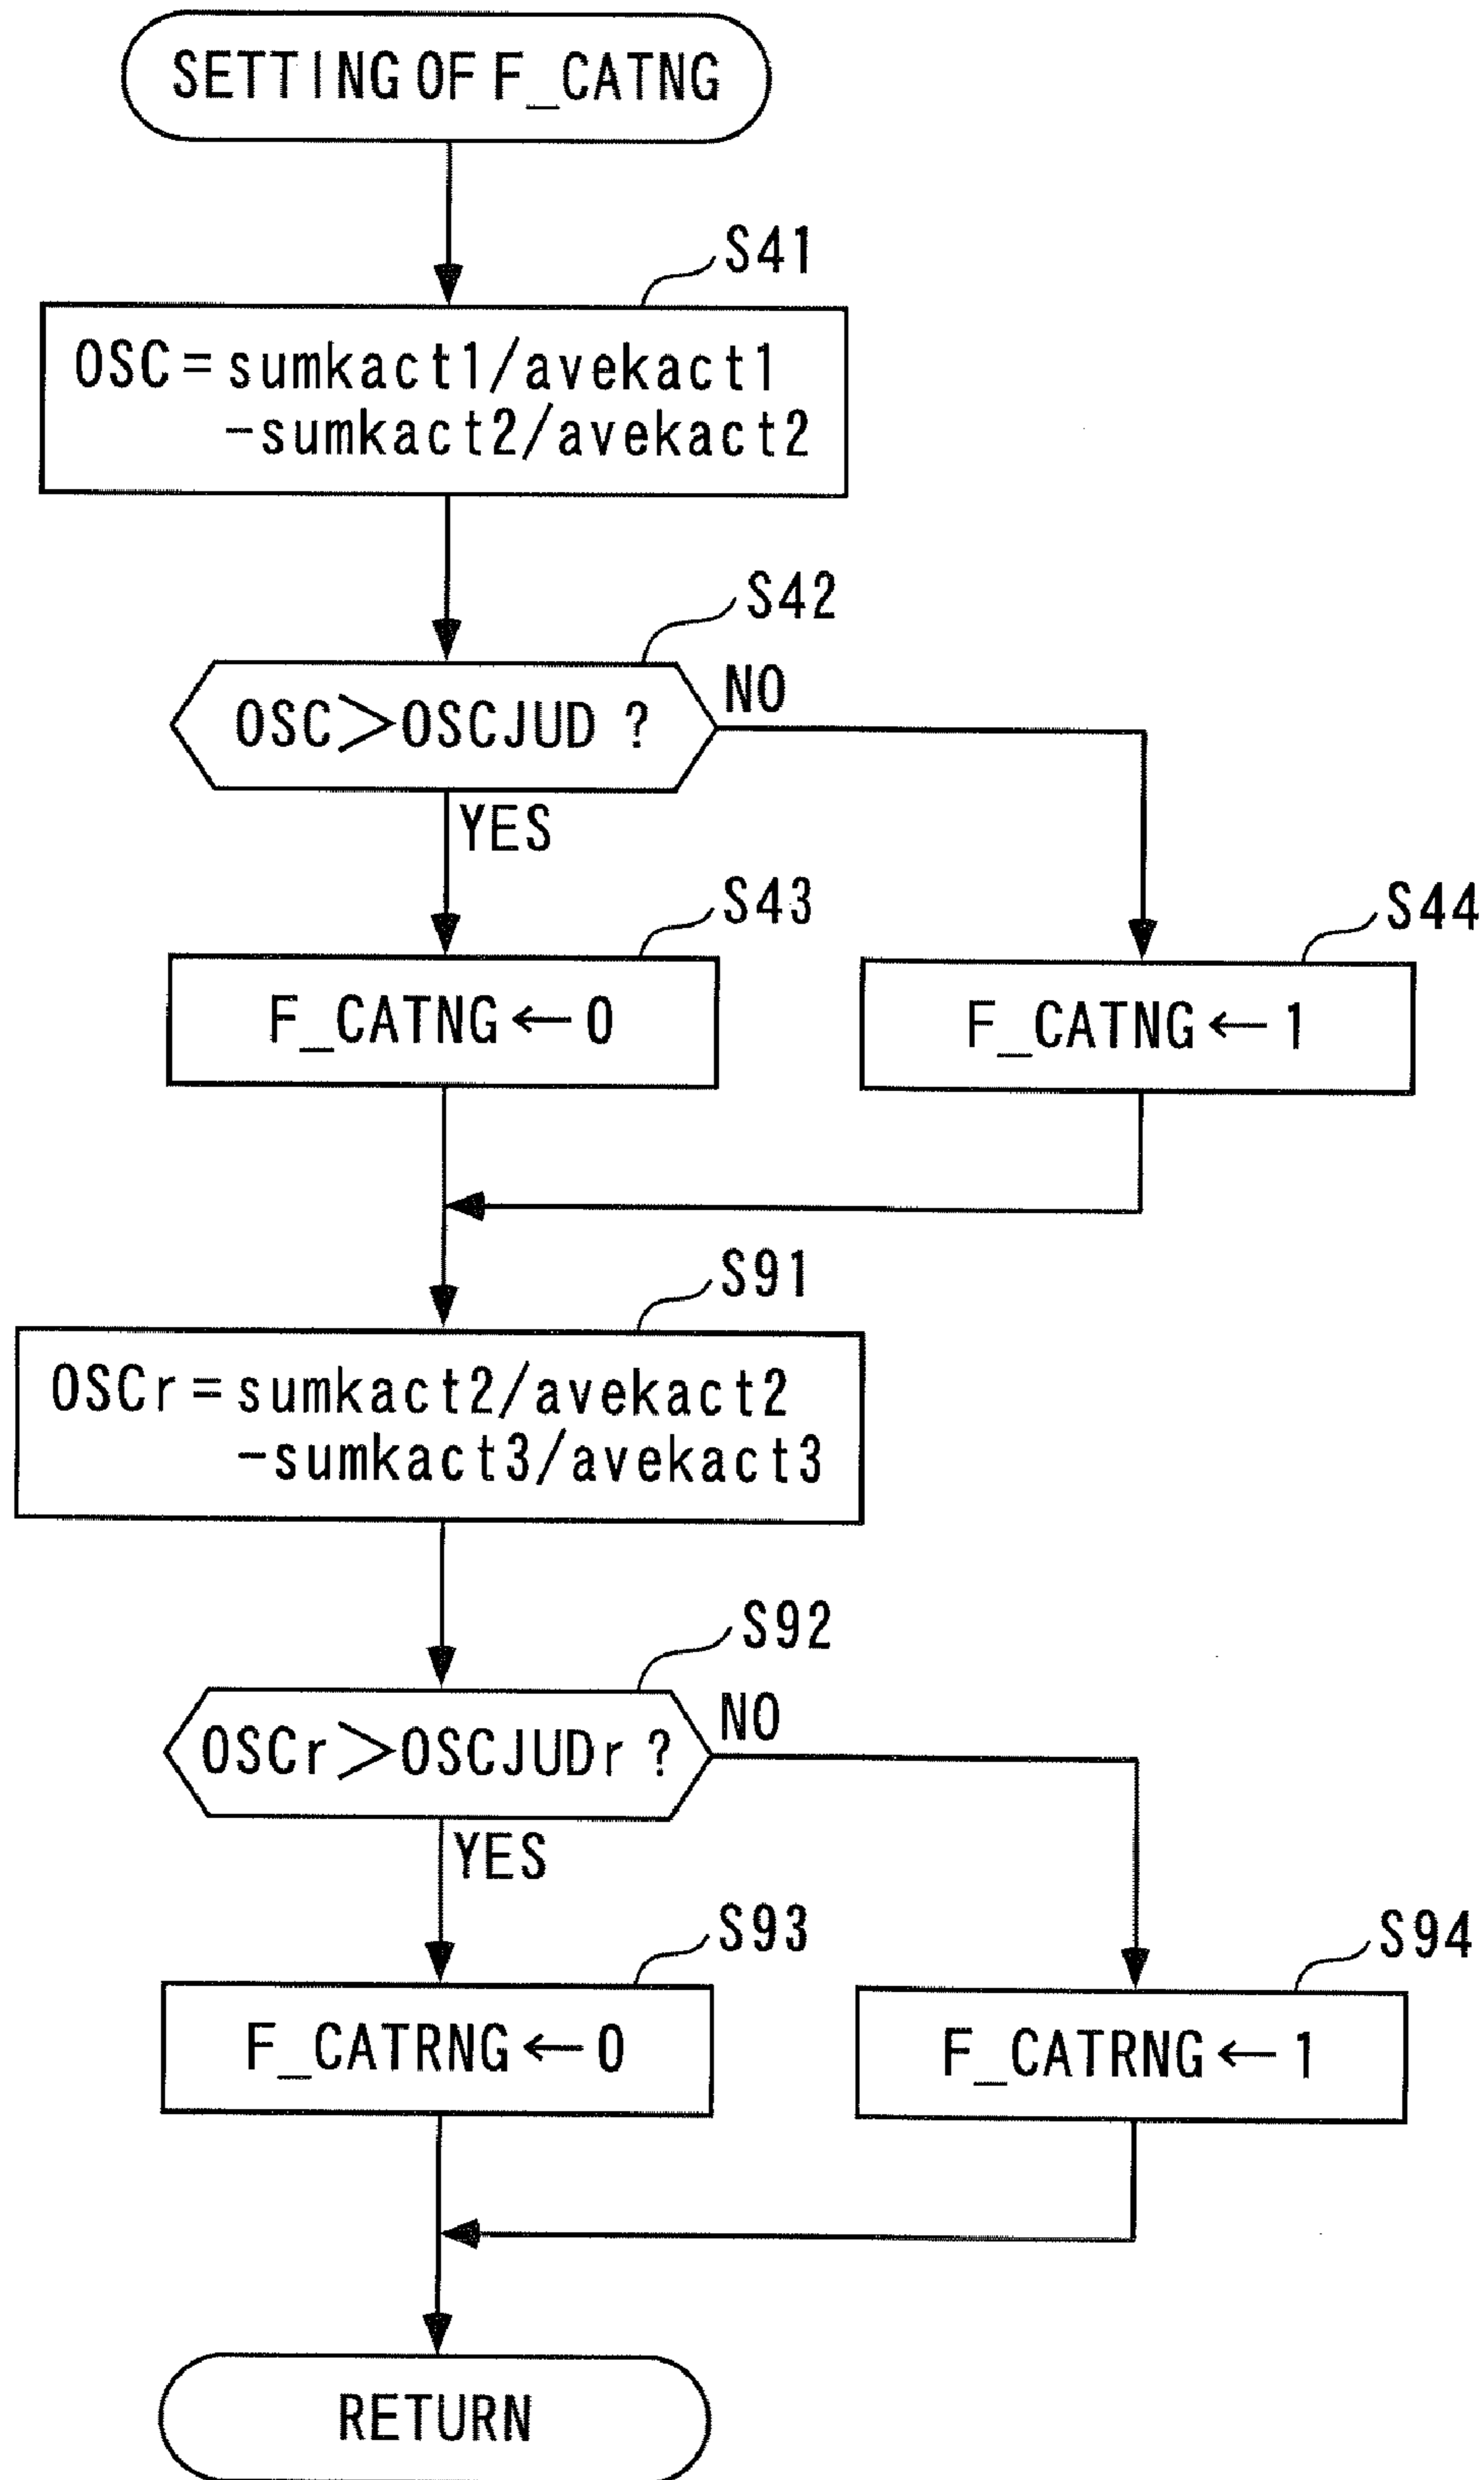 SETTING OF F_CATNG
S41
OSC=sumkact1/avekact1
-sumkact2/avekact2
S42
OSC>OSCJUD ?
NO
YES
S43
S44
F_CATNG←0
F_CATNG←1
S91
OSCr=sumkact2/avekact2
-sumkact3/avekact3
S92
OSCr>OSCJUDr ?
NO
YES
S93
S94
F_CATRNG←0
F_CATRNG←1
RETURN